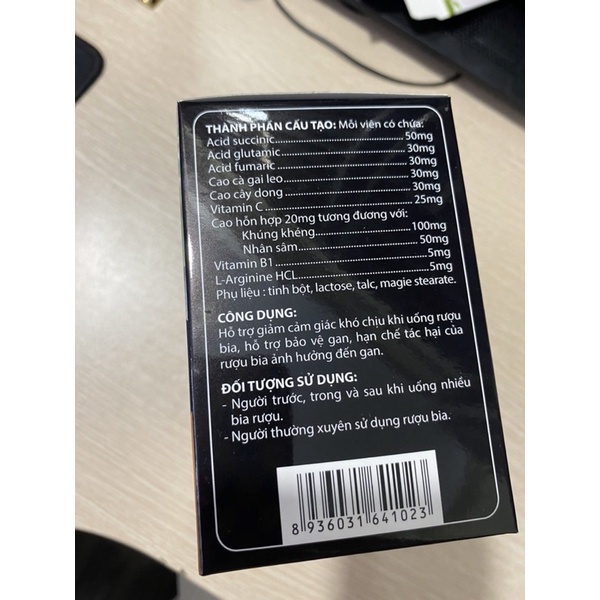 THÀNH PHẦN CẤU TẠO: Mỗi viên có chứa:
Acid succinic..........50mg
Acid glutamic..........30mg
Acid fumaric..........30mg
Cao cà gai leo..........30mg
Cao cây dong..........30mg
Vitamin C..........25mg
Cao hỗn hợp 20mg tương đương với:
Khúng khéng..........100mg
Nhân sâm..........50mg
Vitamin B1..........5mg
L-Arginine HCL..........5mg
Phụ liệu : tinh bột, lactose, talc, magie stearate.
CÔNG DỤNG:
Hỗ trợ giảm cảm giác khó chịu khi uống rượu
bia, hỗ trợ bảo vệ gan, hạn chế tác hại của
rượu bia ảnh hưởng đến gan.
ĐỐI TƯỢNG SỬ DỤNG:
- Người trước, trong và sau khi uống nhiều
bia rượu.
- Người thường xuyên sử dụng rượu bia.
8 936031 641023